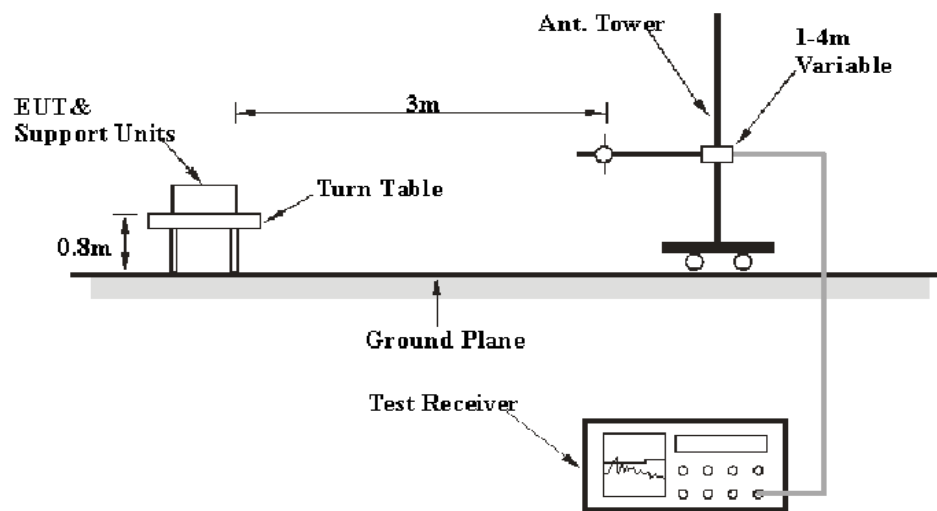 Ant. Tower
1-4m
Variable
3m
EUT&
Support Units
Turn Table
0.8m
Ground Plane
Test Receiver